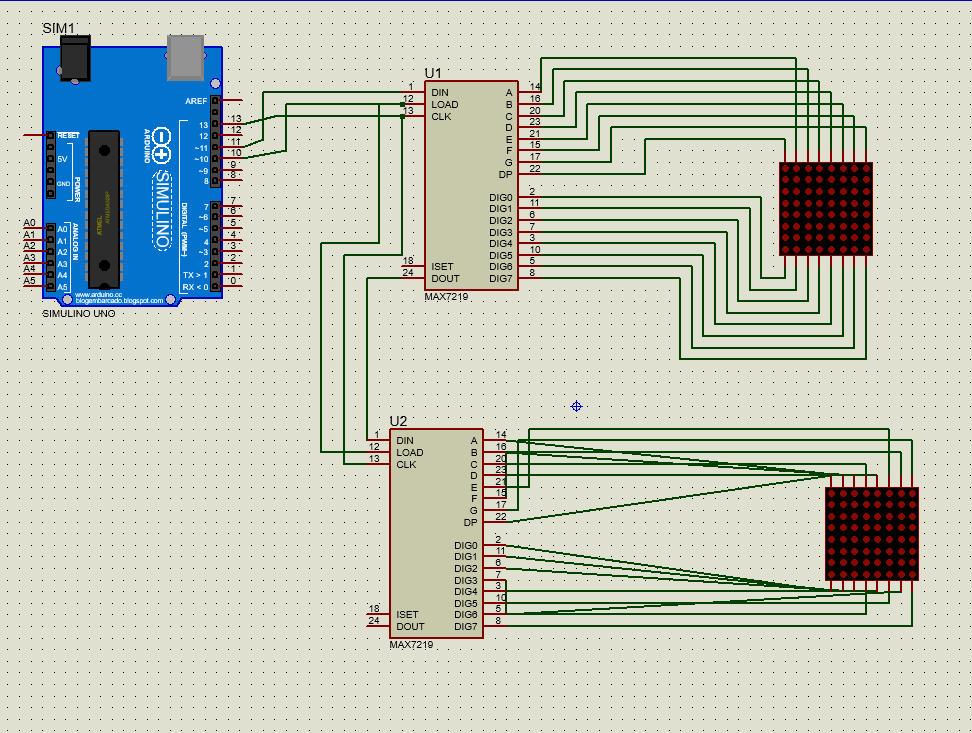 SIM1
AREF
RESET
5V
GND
POWER
A0
A1
A2
A3
A4
A5
A0
A1
A2
A3
A4
A5
ANALOG IN
ATMEL
ARDUINO
SIMULINO
DIGITAL (PWM~)
13
12
~11
~10
~9
8
7
~6
~5
4
~3
2
TX > 1
RX < 0
13
12
11
10
9
8
7
6
5
4
3
2
1
0
www.arduino.cc
blogembarcado.blogspot.com
SIMULINO UNO
U1
1 DIN
12 LOAD
13 CLK
18 ISET
24 DOUT
A 14
B 16
C 20
D 23
E 21
F 15
G 17
DP 22
DIG0 2
DIG1 11
DIG2 6
DIG3 7
DIG4 3
DIG5 10
DIG6 5
DIG7 8
MAX7219
U2
1 DIN
12 LOAD
13 CLK
18 ISET
24 DOUT
A 14
B 16
C 20
D 23
E 21
F 15
G 17
DP 22
DIG0 2
DIG1 11
DIG2 6
DIG3 7
DIG4 3
DIG5 10
DIG6 5
DIG7 8
MAX7219